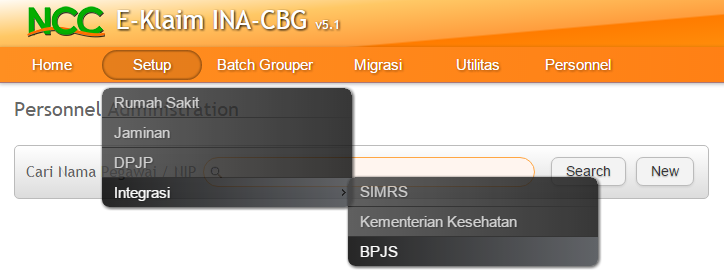 NCC E-Klaim INA-CBG v5.1
Home Setup Batch Grouper Migrasi Utilitas Personnel
Personnel Administration
Rumah Sakit
Jaminan
DPJP
Cari Nama Pegawai / NIP Search New
Integrasi
SIMRS
Kementerian Kesehatan
BPJS